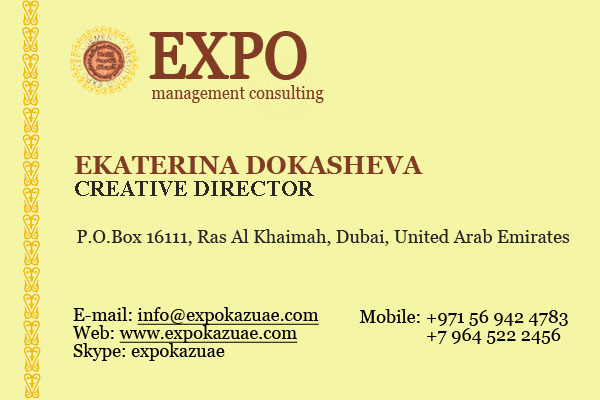 EXPO
management consulting
EKATERINA DOKASHEVA
CREATIVE DIRECTOR
P.O.Box 16111, Ras Al Khaimah, Dubai, United Arab Emirates
E-mail: info@expokazuae.com
Web: www.expokazuae.com
Skype: expokazuae
Mobile: +971 56 942 4783
+7 964 522 2456